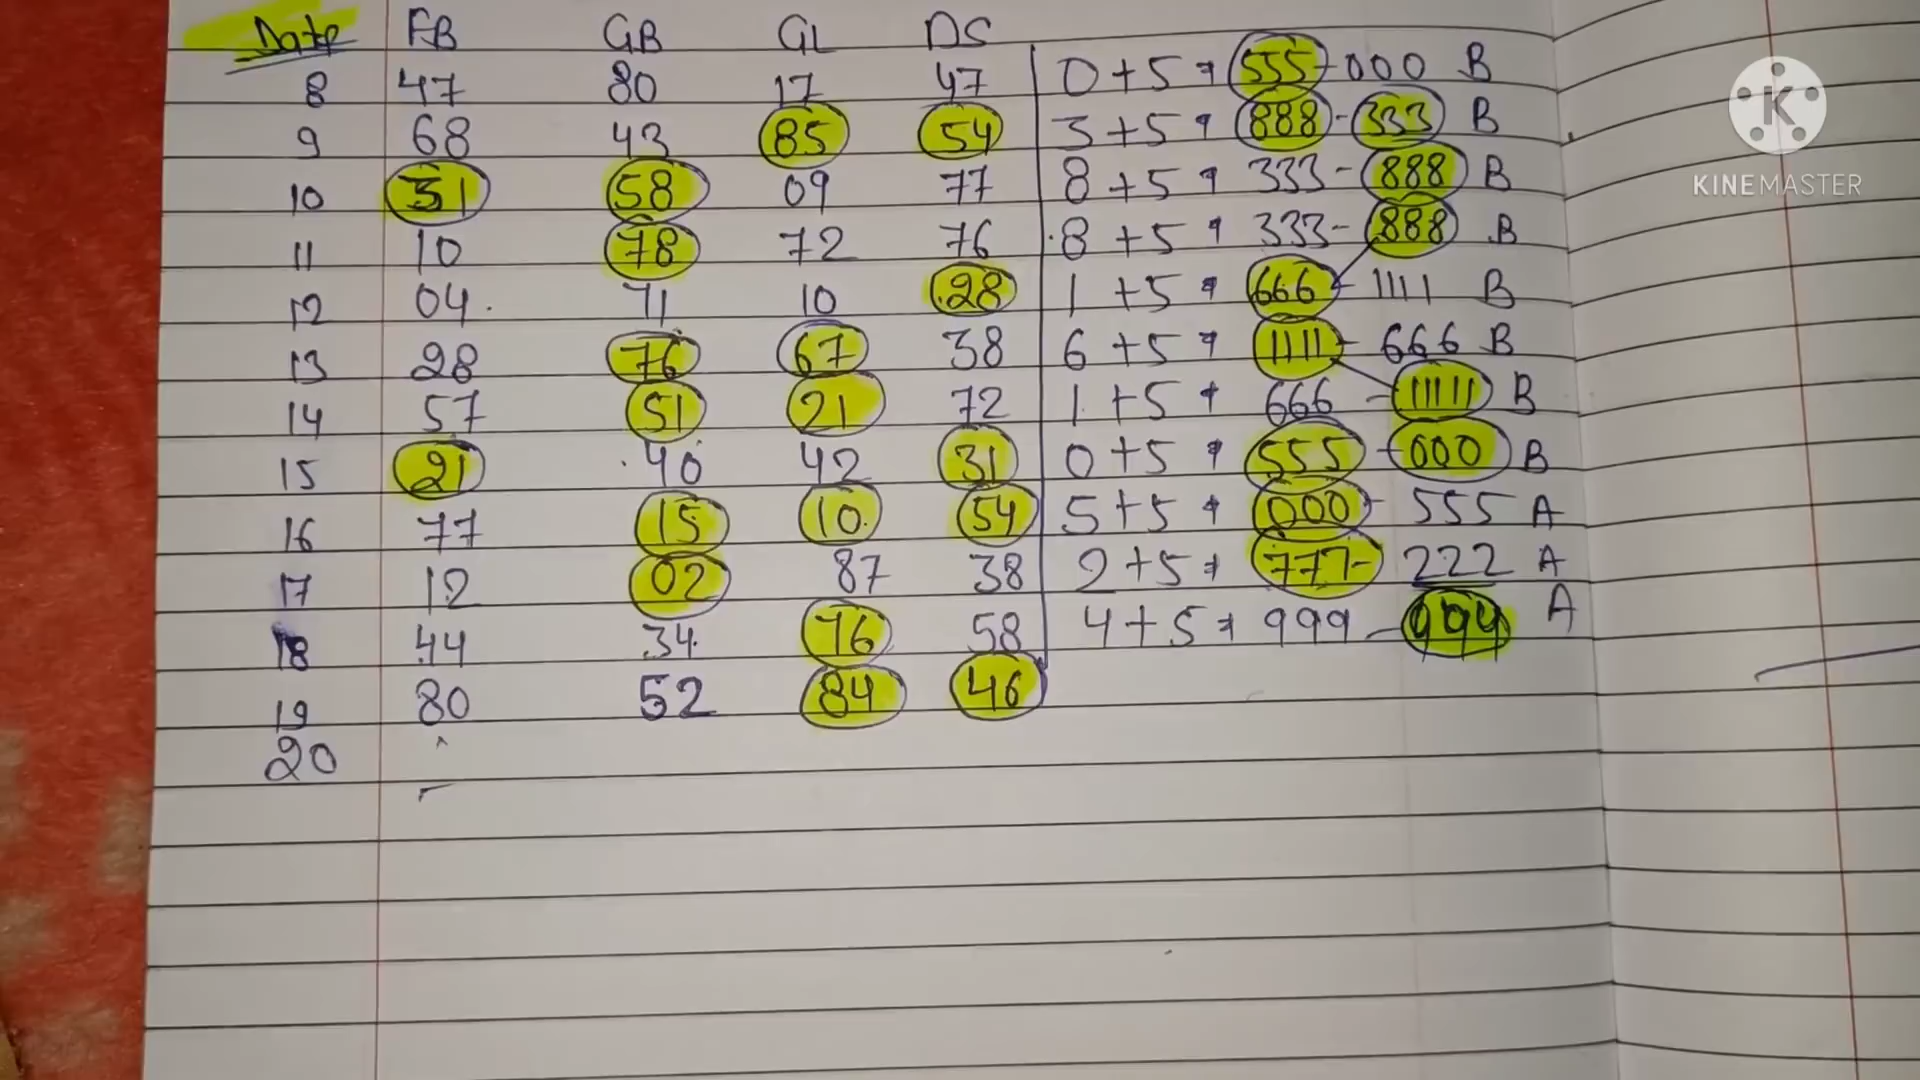 Date FB GB GL DS
8 47 80 17 47 0+5=555-000 B
9 68 43 85 54 3+5=888-333 B
10 31 58 09 77 8+5=333-888 B
11 10 78 72 76 8+5=333-888 B
12 04 71 10 28 1+5=666-1111 B
13 28 76 67 38 6+5=1111-666 B
14 57 51 21 72 1+5=666-11111 B
15 21 40 42 31 0+5=555-000 B
16 77 15 10 54 5+5=000-555 A
17 12 02 87 38 2+5=777-222 A
18 44 34 76 58 4+5=999- A
19 80 52 84 46
20
KINEMASTER